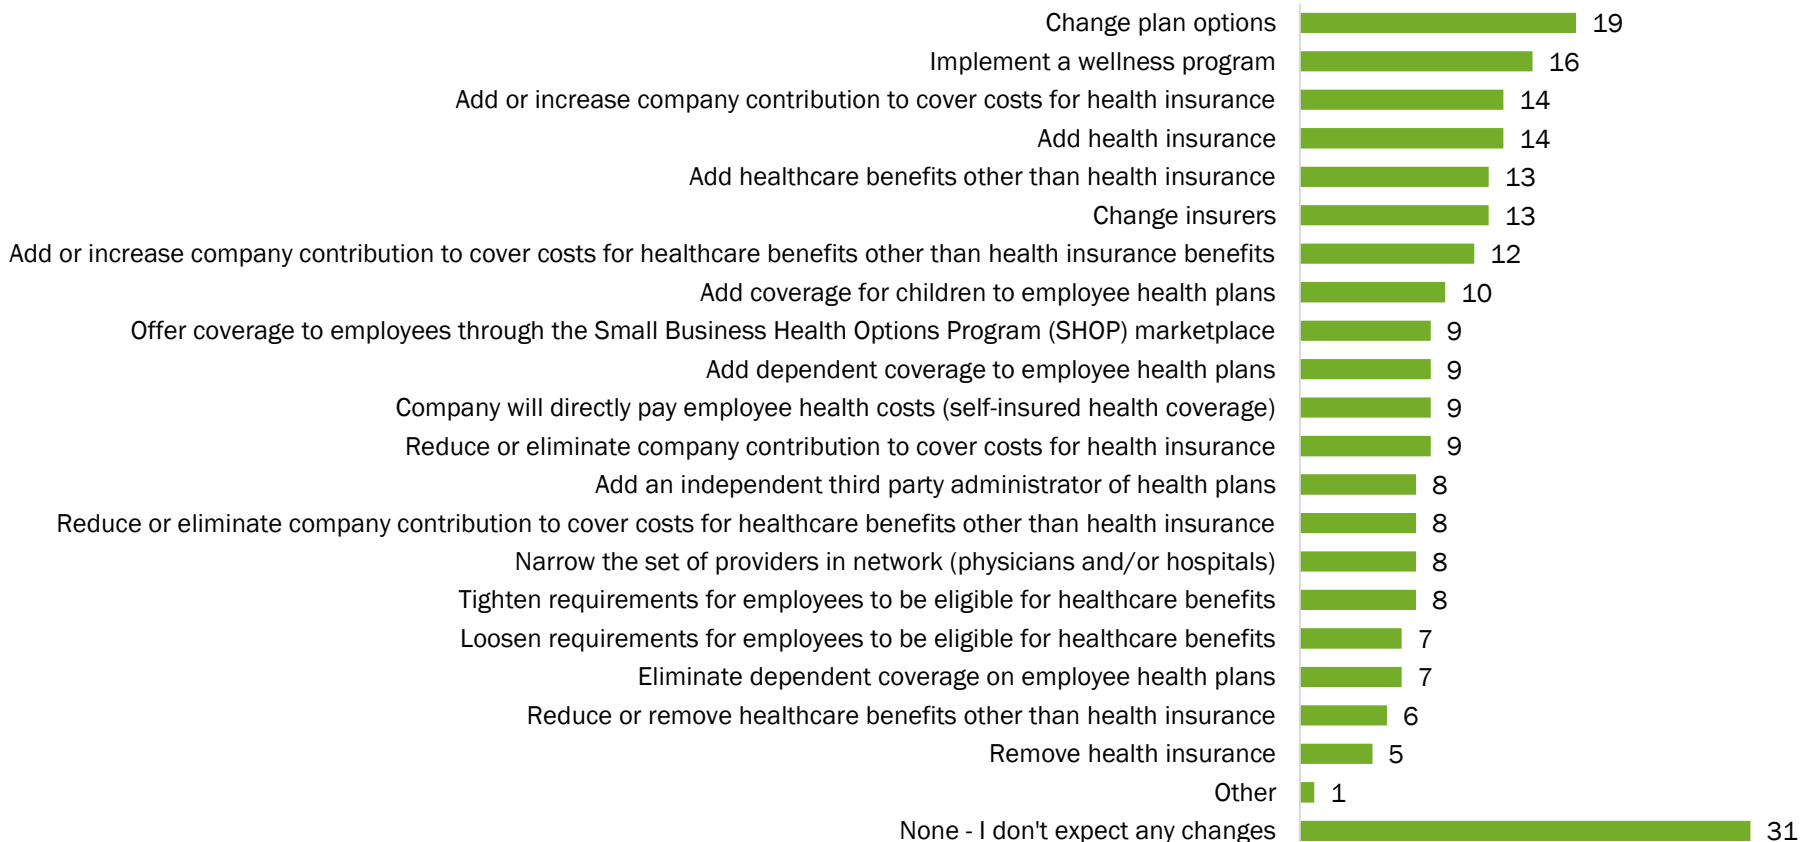 Change plan options 19
Implement a wellness program 16
Add or increase company contribution to cover costs for health insurance 14
Add health insurance 14
Add healthcare benefits other than health insurance 13
Change insurers 13
Add or increase company contribution to cover costs for healthcare benefits other than health insurance benefits 12
Add coverage for children to employee health plans 10
Offer coverage to employees through the Small Business Health Options Program (SHOP) marketplace 9
Add dependent coverage to employee health plans 9
Company will directly pay employee health costs (self-insured health coverage) 9
Reduce or eliminate company contribution to cover costs for health insurance 9
Add an independent third party administrator of health plans 8
Reduce or eliminate company contribution to cover costs for healthcare benefits other than health insurance 8
Narrow the set of providers in network (physicians and/or hospitals) 8
Tighten requirements for employees to be eligible for healthcare benefits 8
Loosen requirements for employees to be eligible for healthcare benefits 7
Eliminate dependent coverage on employee health plans 7
Reduce or remove healthcare benefits other than health insurance 6
Remove health insurance 5
Other 1
None - I don't expect any changes 31